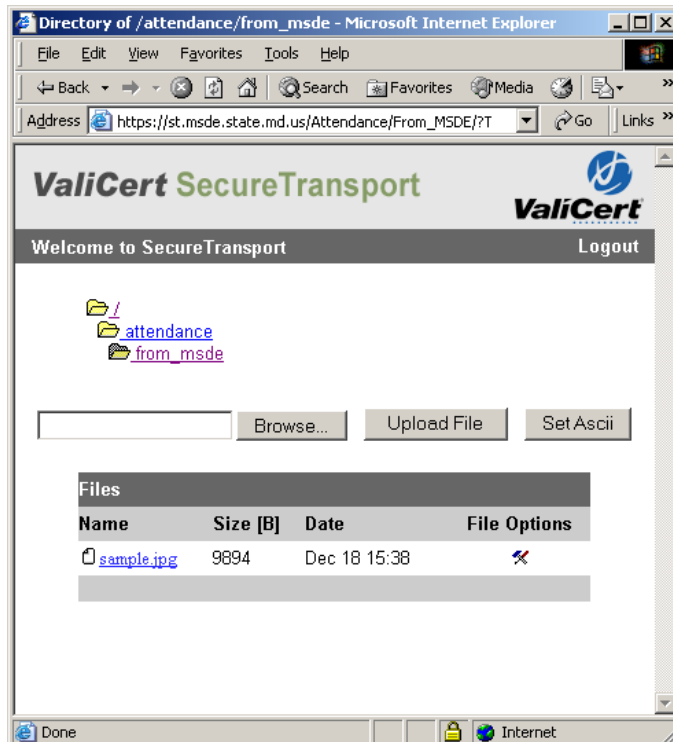 Directory of /attendance/from_msde - Microsoft Internet Explorer
File Edit View Favorites Tools Help
Back Search Favorites Media »
Address https://st.msde.state.md.us/Attendance/From_MSDE/?T Go Links »
ValiCert SecureTransport
ValiCert
Welcome to SecureTransport Logout
/
attendance
from_msde
Browse... Upload File Set Ascii
Files
Name Size [B] Date File Options
sample.jpg 9894 Dec 18 15:38
Done Internet